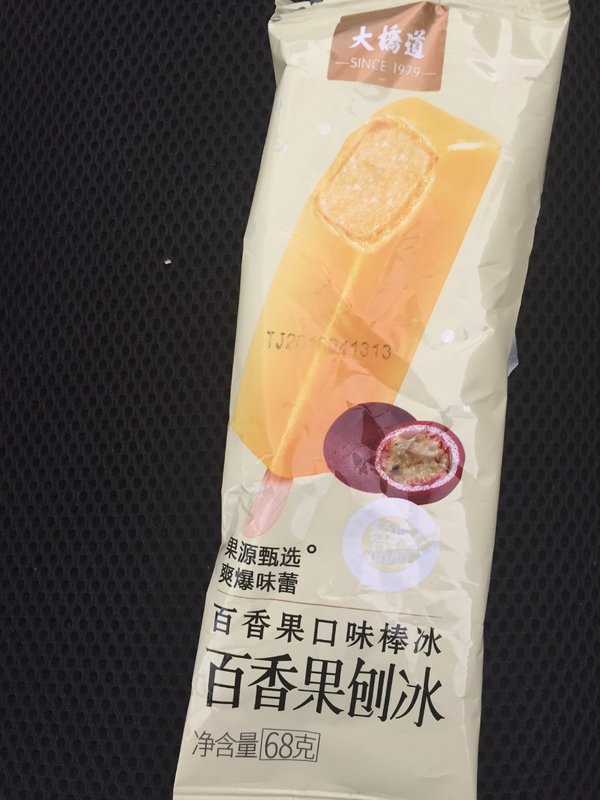 大橋道
SINCE 1979
果源甄选
爽爆味蕾
百香果口味棒冰
百香果刨冰
净含量68克